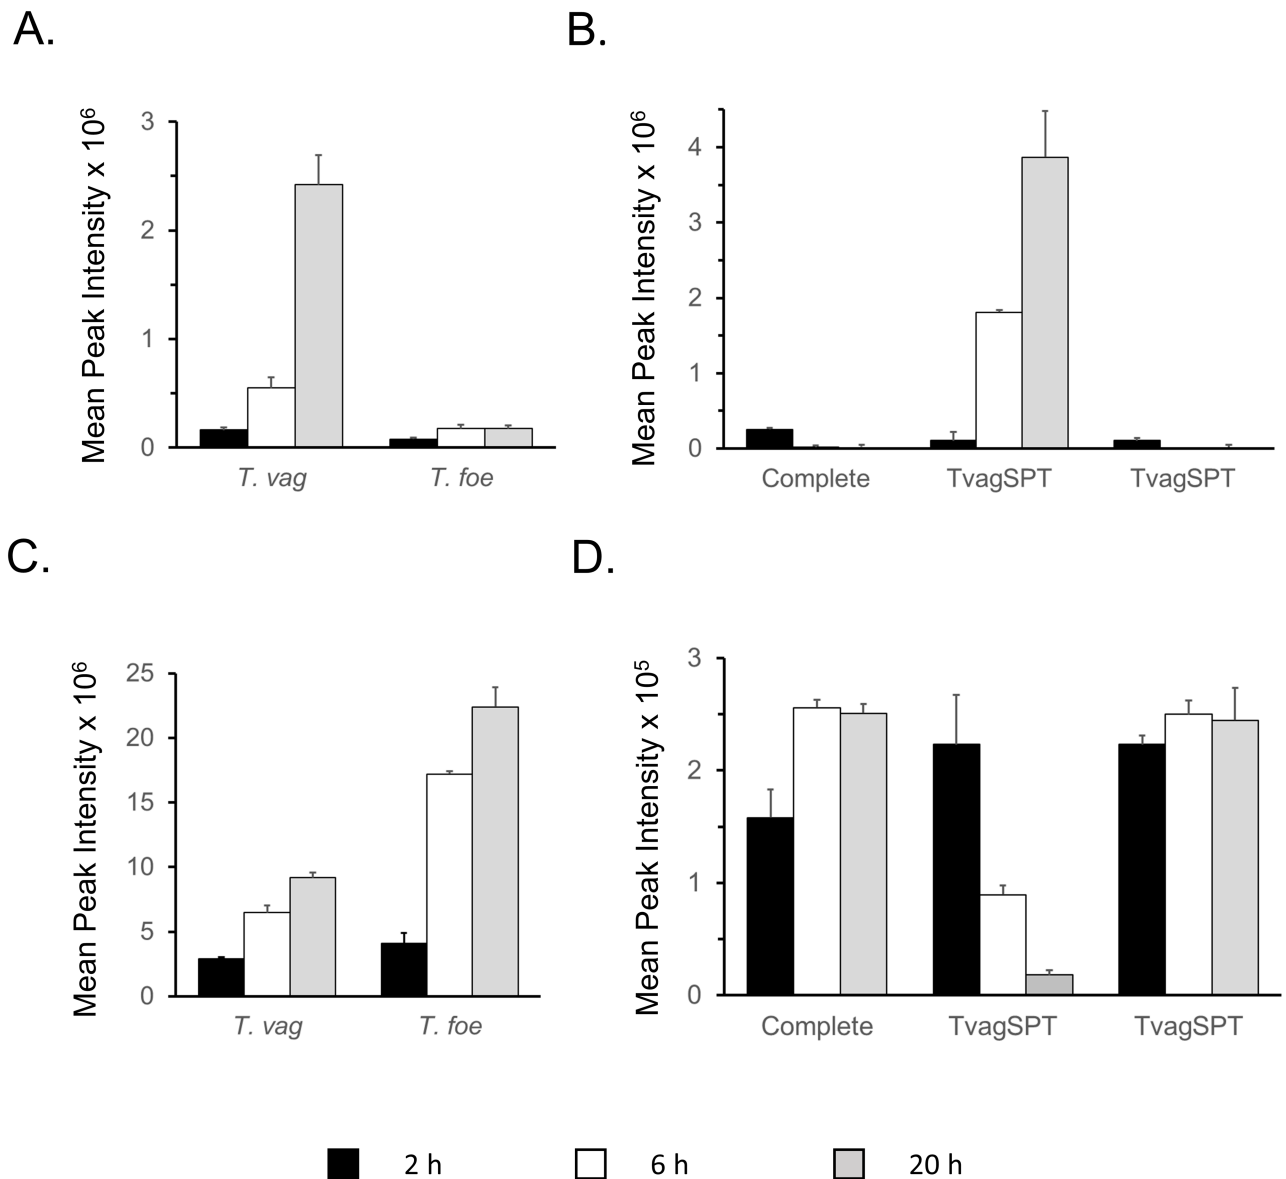 A.
Mean Peak Intensity x 10⁶
3
2
1
0
T. vag
T. foe
B.
Mean Peak Intensity x 10⁶
4
3
2
1
0
Complete
TvagSPT
TvagSPT
C.
Mean Peak Intensity x 10⁶
25
20
15
10
5
0
T. vag
T. foe
D.
Mean Peak Intensity x 10⁵
3
2
1
0
Complete
TvagSPT
TvagSPT
2 h
6 h
20 h